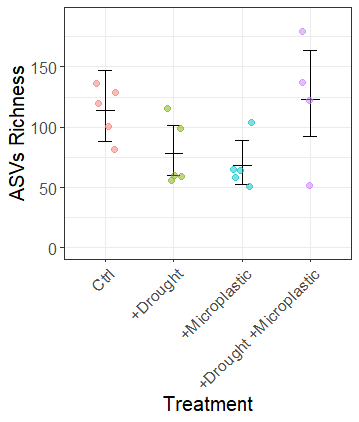 ASVs Richness
150
100
50
0
Ctrl
+Drought
+Microplastic
+Drought +Microplastic
Treatment